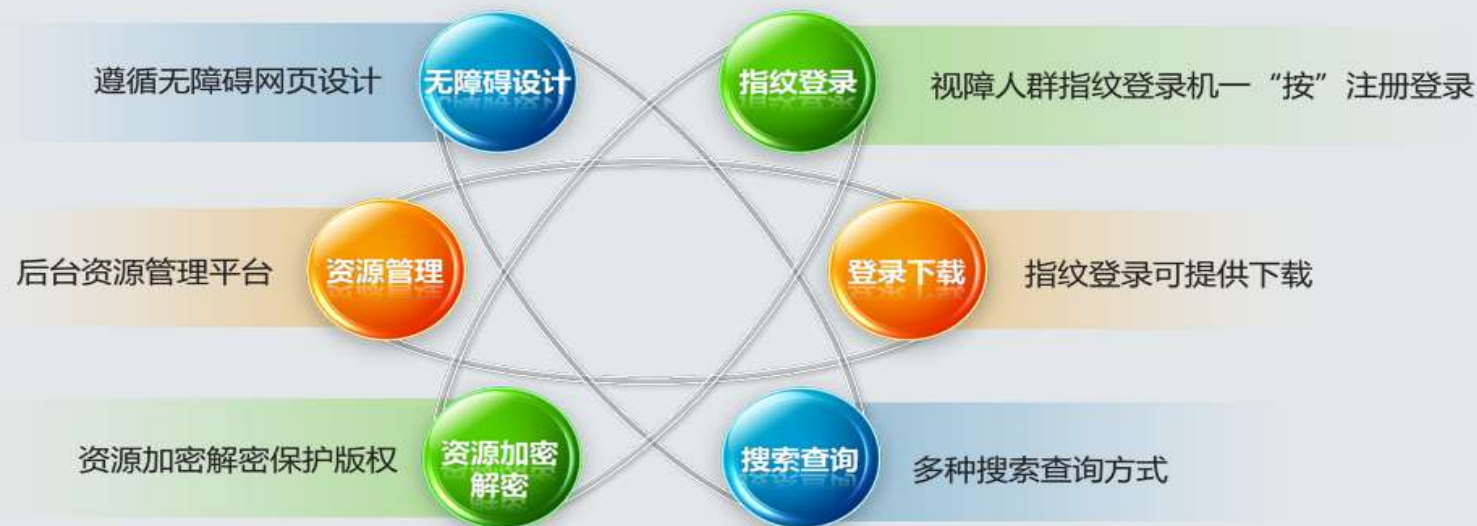 遵循无障碍网页设计
无障碍设计
指纹登录
视障人群指纹登录机一“按”注册登录
后台资源管理平台
资源管理
登录下载
指纹登录可提供下载
资源加密解密保护版权
资源加密
解密
搜索查询
多种搜索查询方式